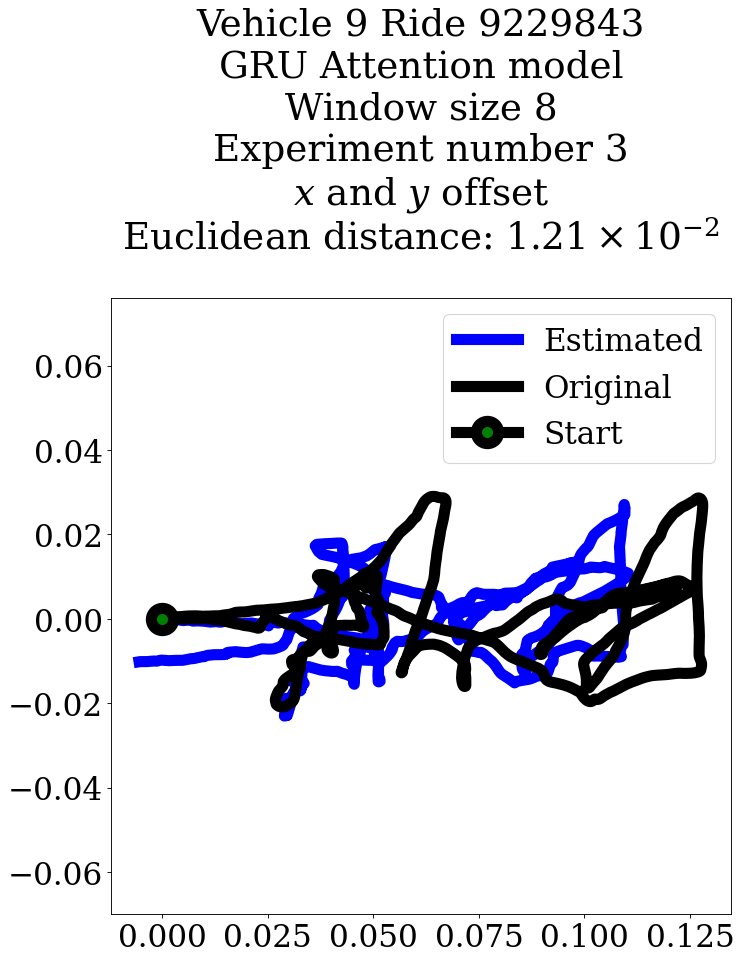 Vehicle 9 Ride 9229843
GRU Attention model
Window size 8
Experiment number 3
x and y offset
Euclidean distance: 1.21 × 10⁻²
Estimated
Original
Start
0.06
0.04
0.02
0.00
−0.02
−0.04
−0.06
0.000 0.025 0.050 0.075 0.100 0.125